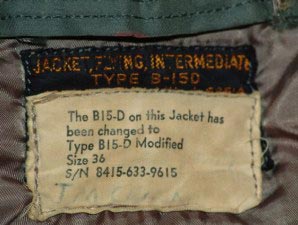 JACKET, FLYING, INTERMEDIATE
TYPE B-15D
The B15-D on this Jacket has
been changed to
Type B15-D Modified
Size 36
S/N 8415-633-9615